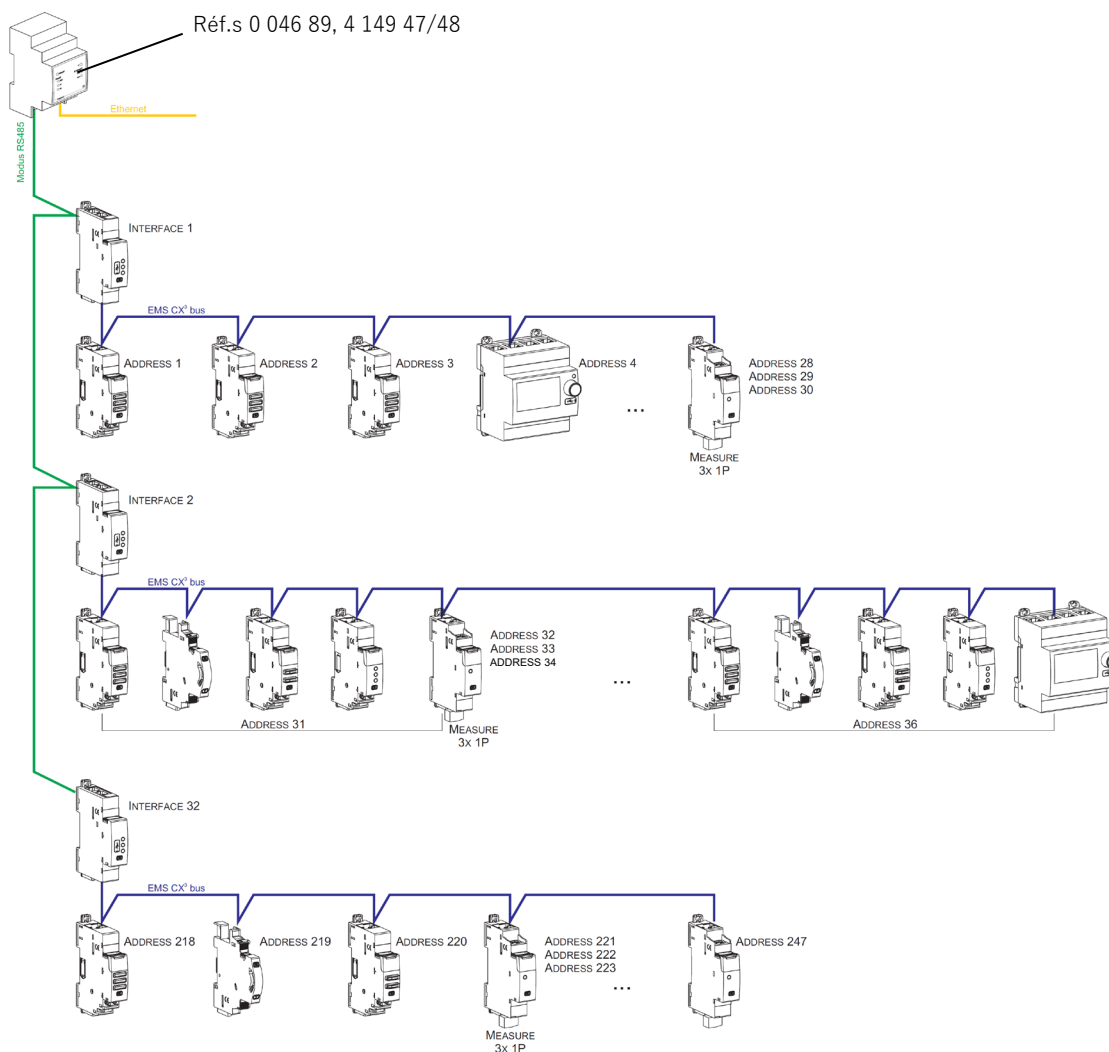 Réf.s 0 046 89, 4 149 47/48
Ethernet
Modus RS485
INTERFACE 1
EMS CX³ bus
ADDRESS 1
ADDRESS 2
ADDRESS 3
ADDRESS 4
...
ADDRESS 28
ADDRESS 29
ADDRESS 30
MEASURE
3X 1P
INTERFACE 2
EMS CX³ bus
ADDRESS 32
ADDRESS 33
ADDRESS 34
...
ADDRESS 31
MEASURE
3X 1P
ADDRESS 36
INTERFACE 32
EMS CX³ bus
ADDRESS 218
ADDRESS 219
ADDRESS 220
ADDRESS 221
ADDRESS 222
ADDRESS 223
...
ADDRESS 247
MEASURE
3X 1P